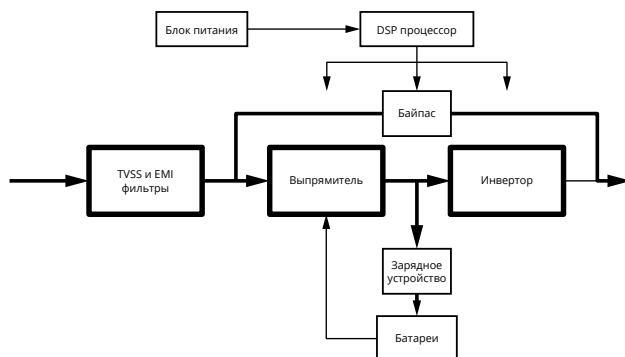 Блок питания
DSP процессор
Байпас
TVSS и EMI
фильтры
Выпрямитель
Инвертор
Зарядное
устройство
Батареи